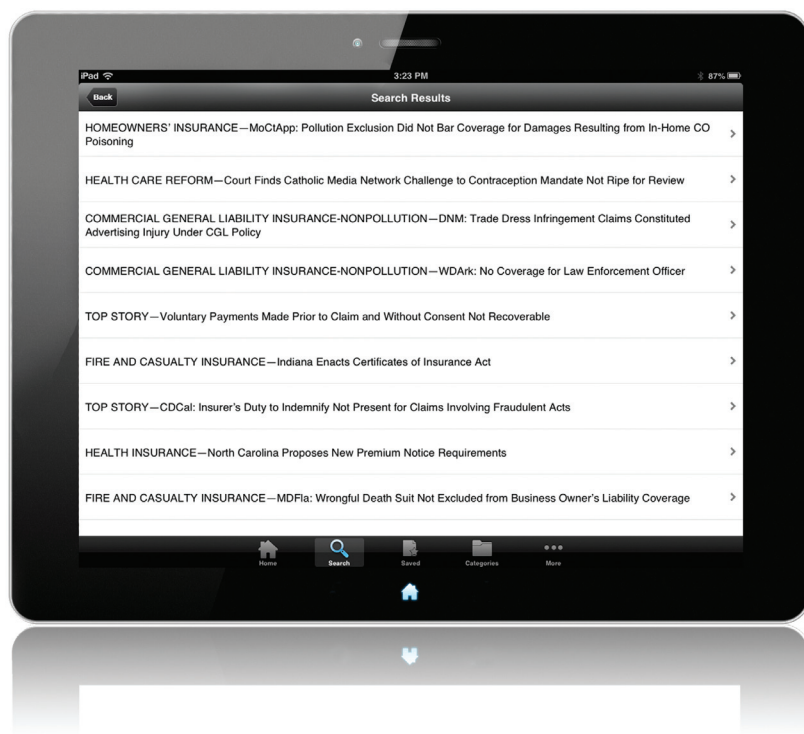 iPad 3:23 PM 87%
Back Search Results
HOMEOWNERS' INSURANCE—MoCtApp: Pollution Exclusion Did Not Bar Coverage for Damages Resulting from In-Home CO
Poisoning
HEALTH CARE REFORM—Court Finds Catholic Media Network Challenge to Contraception Mandate Not Ripe for Review
COMMERCIAL GENERAL LIABILITY INSURANCE-NONPOLLUTION—DNM: Trade Dress Infringement Claims Constituted
Advertising Injury Under CGL Policy
COMMERCIAL GENERAL LIABILITY INSURANCE-NONPOLLUTION—WDArk: No Coverage for Law Enforcement Officer
TOP STORY—Voluntary Payments Made Prior to Claim and Without Consent Not Recoverable
FIRE AND CASUALTY INSURANCE—Indiana Enacts Certificates of Insurance Act
TOP STORY—CDCal: Insurer's Duty to Indemnify Not Present for Claims Involving Fraudulent Acts
HEALTH INSURANCE—North Carolina Proposes New Premium Notice Requirements
FIRE AND CASUALTY INSURANCE—MDFla: Wrongful Death Suit Not Excluded from Business Owner's Liability Coverage
Home Search Saved Categories More